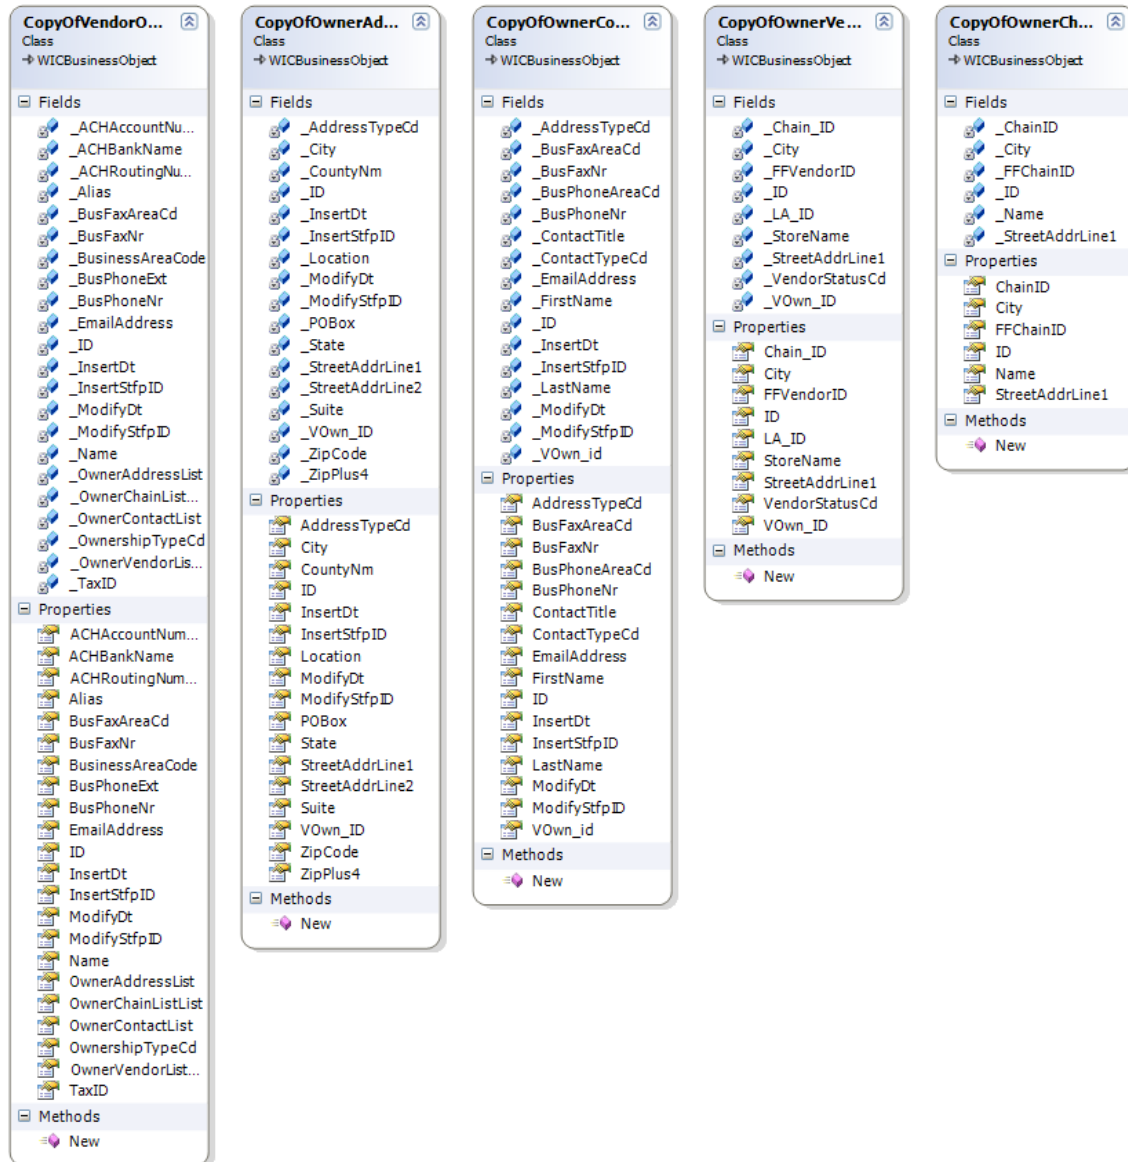 CopyOfVendorO...
Class
WICBusinessObject
Fields
_ACHAccountNu...
_ACHBankName
_ACHRoutingNu...
_Alias
_BusFaxAreaCd
_BusFaxNr
_BusinessAreaCode
_BusPhoneExt
_BusPhoneNr
_EmailAddress
_ID
_InsertDt
_InsertStfpID
_ModifyDt
_ModifyStfpID
_Name
_OwnerAddressList
_OwnerChainList...
_OwnerContactList
_OwnershipTypeCd
_OwnerVendorLis...
_TaxID
Properties
ACHAccountNum...
ACHBankName
ACHRoutingNum...
Alias
BusFaxAreaCd
BusFaxNr
BusinessAreaCode
BusPhoneExt
BusPhoneNr
EmailAddress
ID
InsertDt
InsertStfpID
ModifyDt
ModifyStfpID
Name
OwnerAddressList
OwnerChainListList
OwnerContactList
OwnershipTypeCd
OwnerVendorList...
TaxID
Methods
New
CopyOfOwnerAd...
Class
WICBusinessObject
Fields
_AddressTypeCd
_City
_CountyNm
_ID
_InsertDt
_InsertStfpID
_Location
_ModifyDt
_ModifyStfpID
_POBox
_State
_StreetAddrLine1
_StreetAddrLine2
_Suite
_VOwn_ID
_ZipCode
_ZipPlus4
Properties
AddressTypeCd
City
CountyNm
ID
InsertDt
InsertStfpID
Location
ModifyDt
ModifyStfpID
POBox
State
StreetAddrLine1
StreetAddrLine2
Suite
VOwn_ID
ZipCode
ZipPlus4
Methods
New
CopyOfOwnerCo...
Class
WICBusinessObject
Fields
_AddressTypeCd
_BusFaxAreaCd
_BusFaxNr
_BusPhoneAreaCd
_BusPhoneNr
_ContactTitle
_ContactTypeCd
_EmailAddress
_FirstName
_ID
_InsertDt
_InsertStfpID
_LastName
_ModifyDt
_ModifyStfpID
_VOwn_id
Properties
AddressTypeCd
BusFaxAreaCd
BusFaxNr
BusPhoneAreaCd
BusPhoneNr
ContactTitle
ContactTypeCd
EmailAddress
FirstName
ID
InsertDt
InsertStfpID
LastName
ModifyDt
ModifyStfpID
VOwn_id
Methods
New
CopyOfOwnerVe...
Class
WICBusinessObject
Fields
_Chain_ID
_City
_FFVendorID
_ID
_LA_ID
_StoreName
_StreetAddrLine1
_VendorStatusCd
_VOwn_ID
Properties
Chain_ID
City
FFVendorID
ID
LA_ID
StoreName
StreetAddrLine1
VendorStatusCd
VOwn_ID
Methods
New
CopyOfOwnerCh...
Class
WICBusinessObject
Fields
_ChainID
_City
_FFChainID
_ID
_Name
_StreetAddrLine1
Properties
ChainID
City
FFChainID
ID
Name
StreetAddrLine1
Methods
New